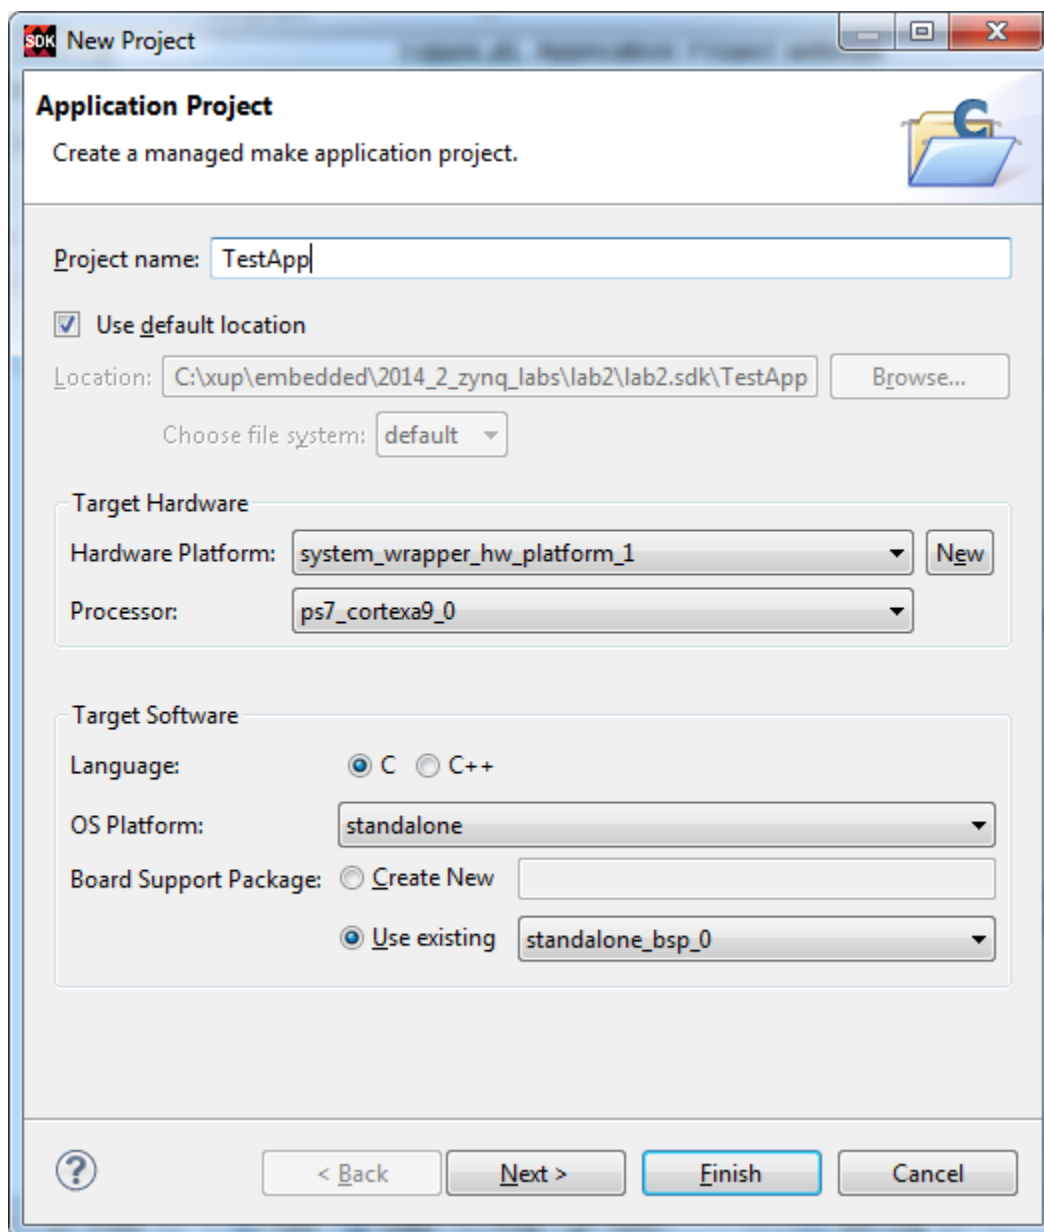 SDK New Project
Application Project
Create a managed make application project.
Project name: TestApp
Use default location
Location: C:\xup\embedded\2014_2_zynq_labs\lab2\lab2.sdk\TestApp Browse...
Choose file system: default
Target Hardware
Hardware Platform: system_wrapper_hw_platform_1 New
Processor: ps7_cortexa9_0
Target Software
Language: C C++
OS Platform: standalone
Board Support Package: Create New
Use existing standalone_bsp_0
? < Back Next > Finish Cancel